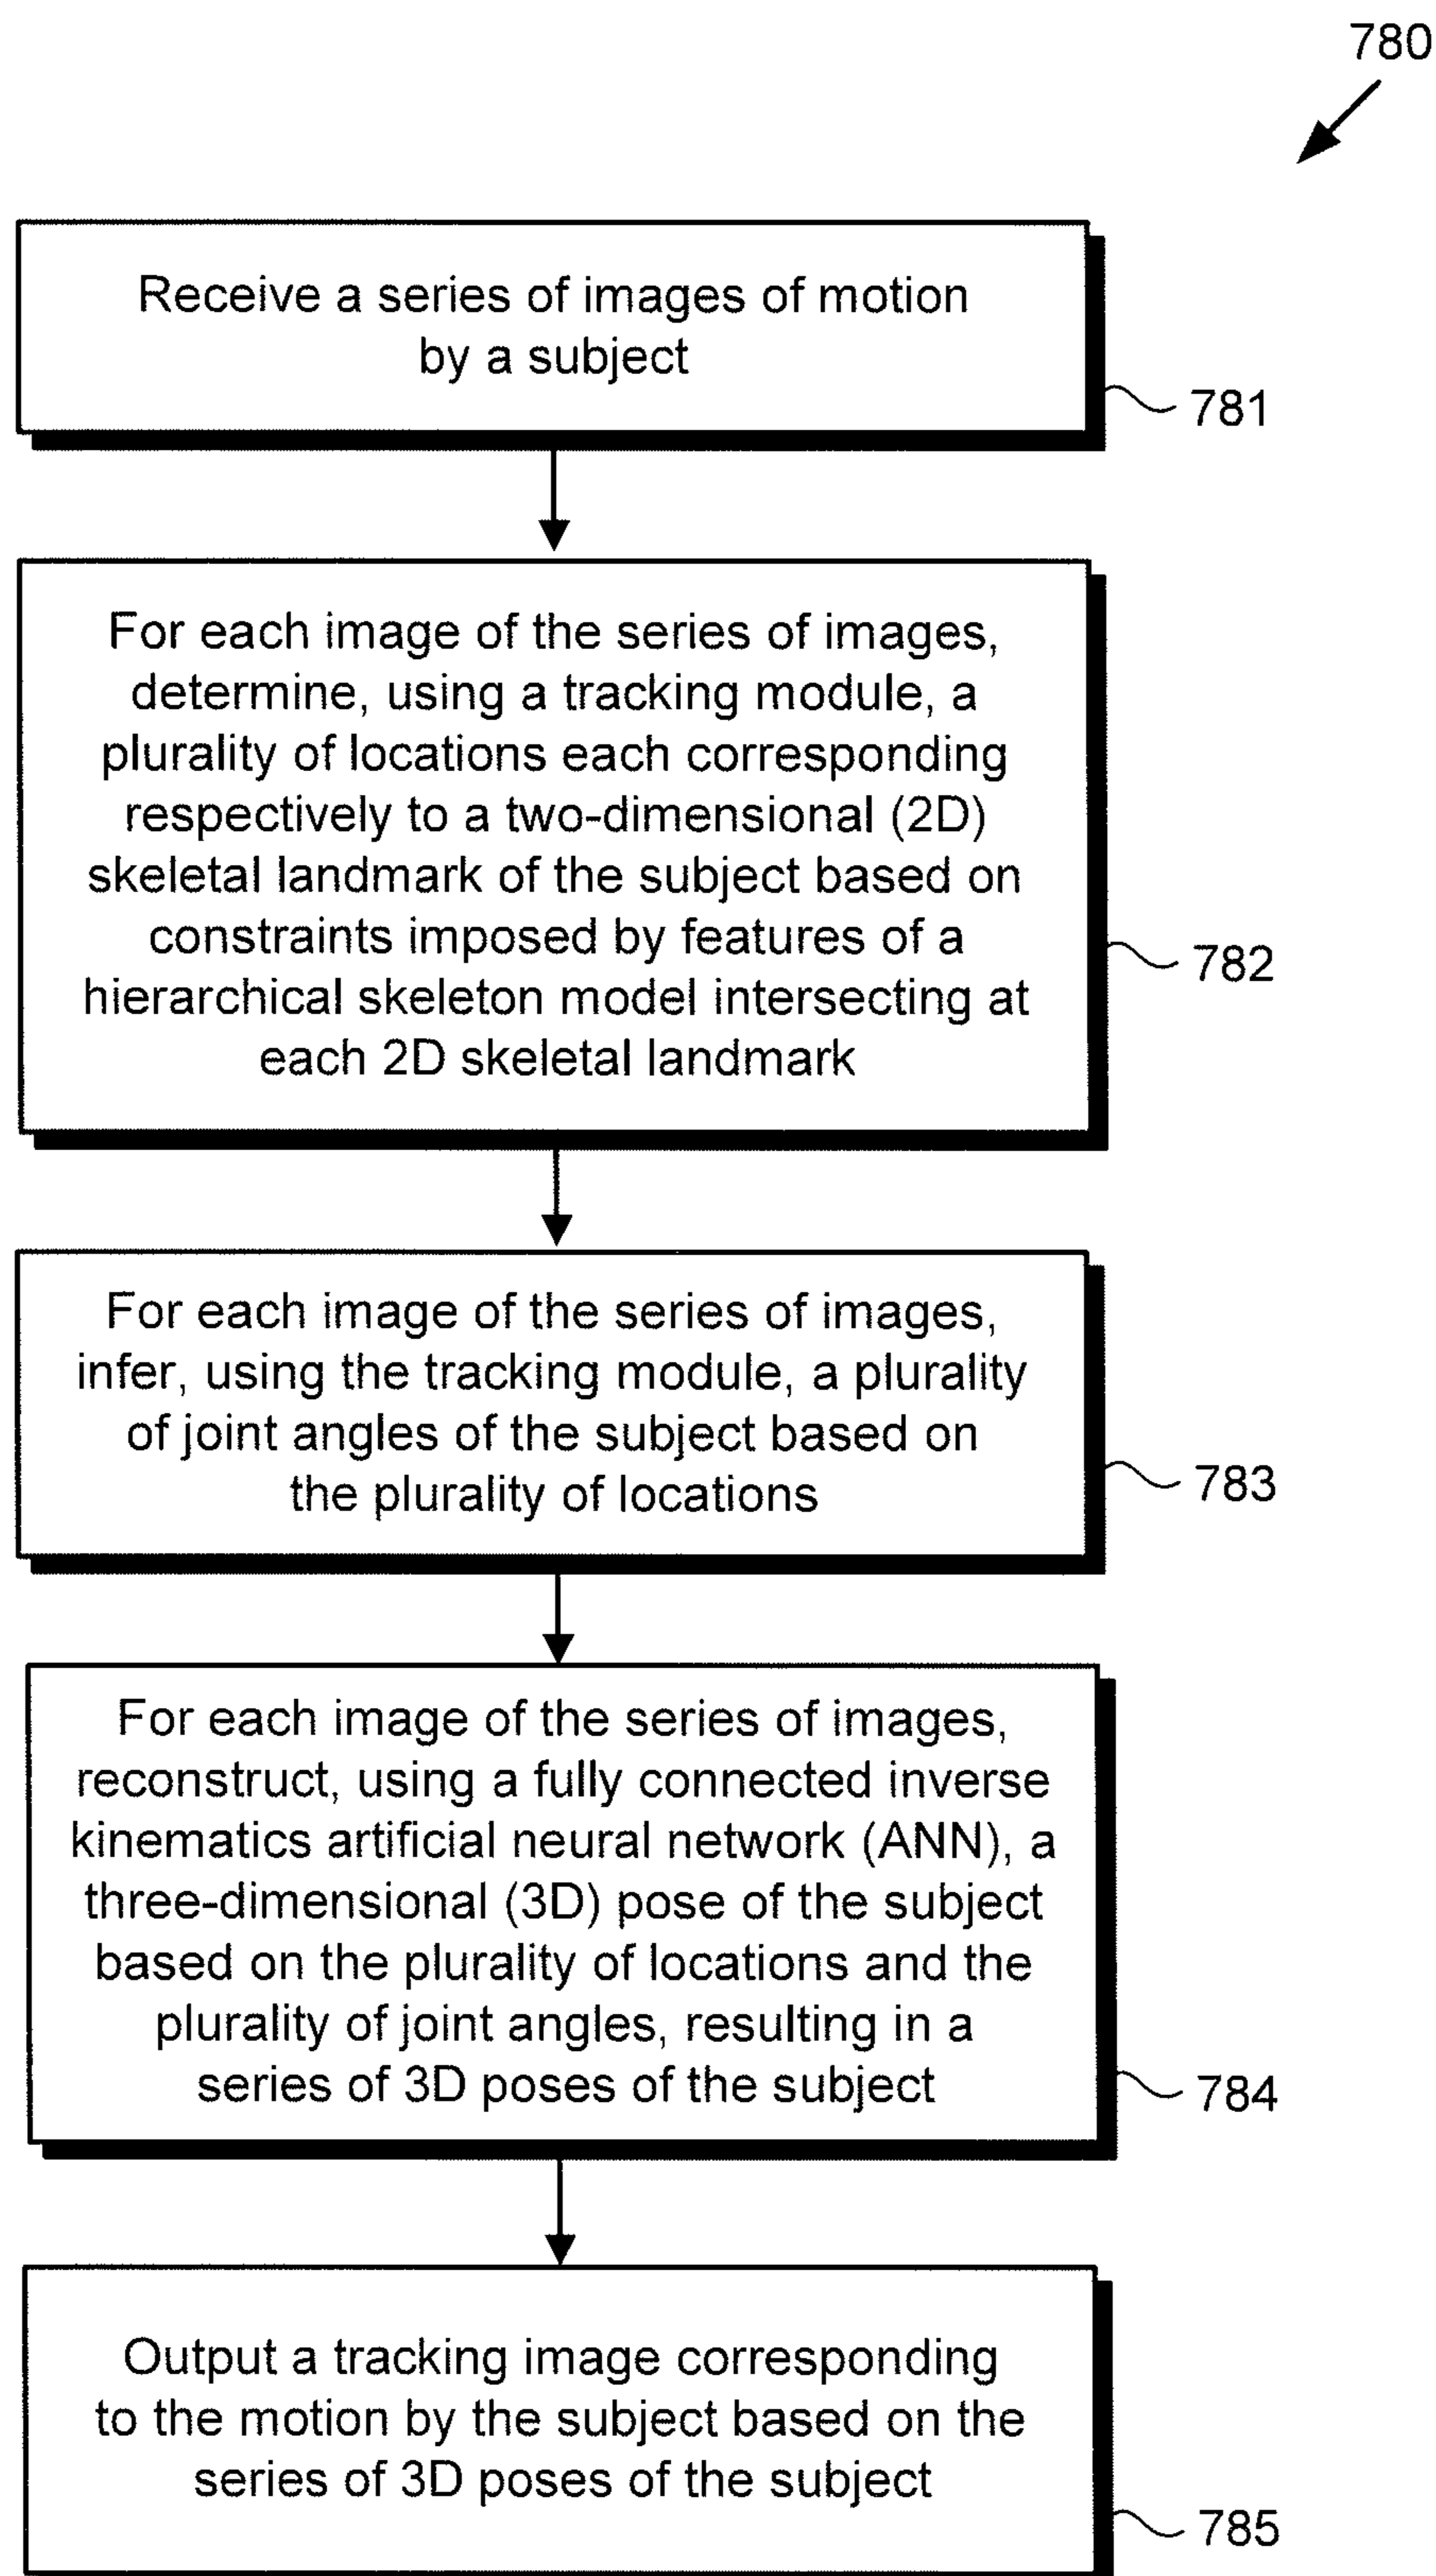 780
Receive a series of images of motion
by a subject
781
For each image of the series of images,
determine, using a tracking module, a
plurality of locations each corresponding
respectively to a two-dimensional (2D)
skeletal landmark of the subject based on
constraints imposed by features of a
hierarchical skeleton model intersecting at
each 2D skeletal landmark
782
For each image of the series of images,
infer, using the tracking module, a plurality
of joint angles of the subject based on
the plurality of locations
783
For each image of the series of images,
reconstruct, using a fully connected inverse
kinematics artificial neural network (ANN), a
three-dimensional (3D) pose of the subject
based on the plurality of locations and the
plurality of joint angles, resulting in a
series of 3D poses of the subject
784
Output a tracking image corresponding
to the motion by the subject based on the
series of 3D poses of the subject
785